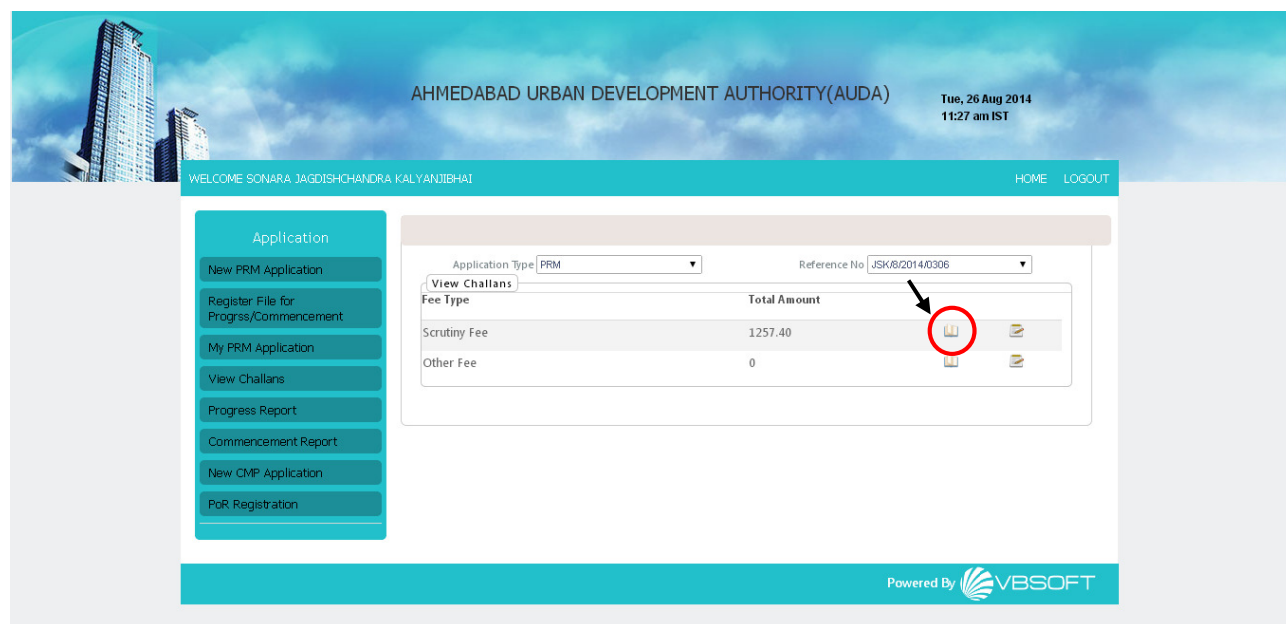 AHMEDABAD URBAN DEVELOPMENT AUTHORITY(AUDA)
Tue, 26 Aug 2014
11:27 am IST
WELCOME SONARA JAGDISHCHANDRA KALYANJIBHAI
HOME LOGOUT
Application
New PRM Application
Register File for
Progrss/Commencement
My PRM Application
View Challans
Progress Report
Commencement Report
New CMP Application
PoR Registration
Application Type PRM Reference No JSK/8/2014/0306
View Challans
Fee Type Total Amount
Scrutiny Fee 1257.40
Other Fee 0
Powered By VBSOFT